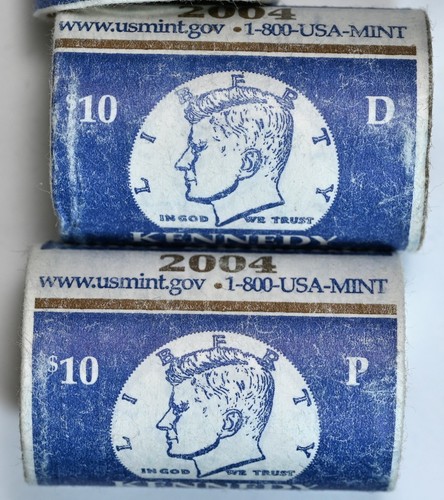 2004
www.usmint.gov • 1-800-USA-MINT
$10 D
LIBERTY
IN GOD WE TRUST
KENNEDY
2004
www.usmint.gov • 1-800-USA-MINT
$10 P
LIBERTY
IN GOD WE TRUST
KENNEDY